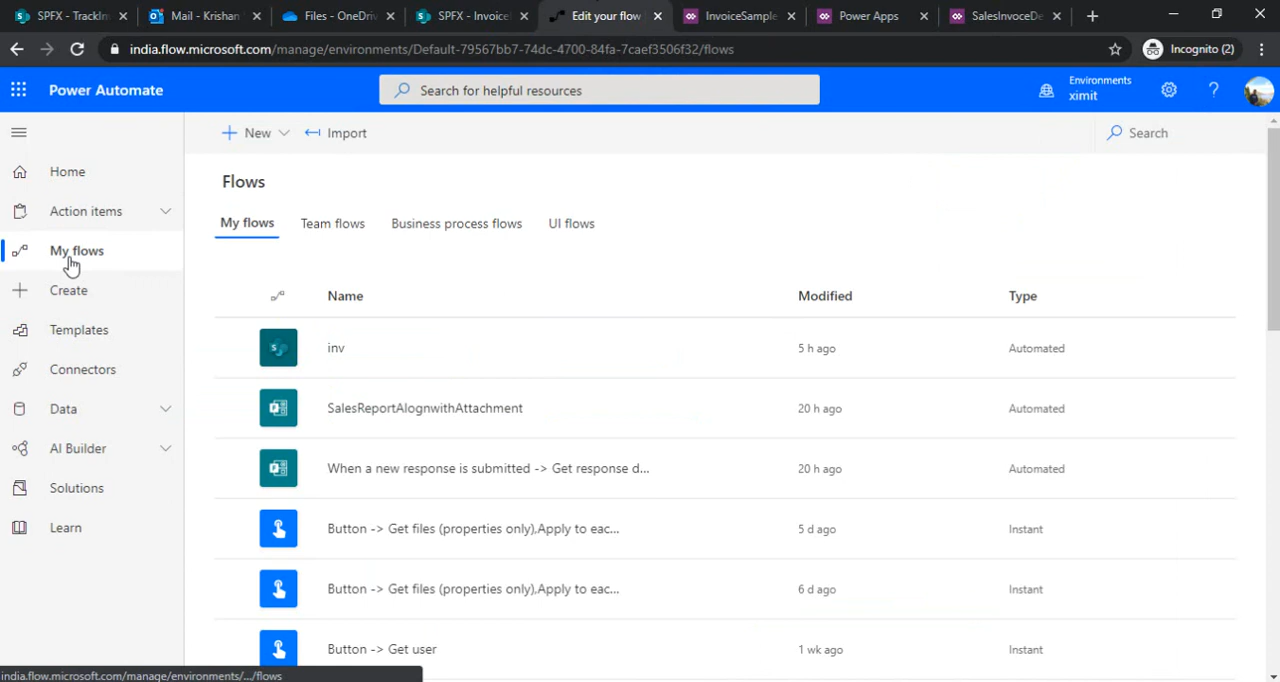 SPFX - TrackIn
Mail - Krishan
Files - OneDriv
SPFX - Invoice
Edit your flow
InvoiceSample
Power Apps
SalesInvoceDe
india.flow.microsoft.com/manage/environments/Default-79567bb7-74dc-4700-84fa-7caef3506f32/flows
Incognito (2)
Power Automate
Search for helpful resources
Environments
ximit
New
Import
Search
Home
Action items
My flows
Create
Templates
Connectors
Data
AI Builder
Solutions
Learn
Flows
My flows Team flows Business process flows UI flows
Name Modified Type
inv 5 h ago Automated
SalesReportAlognwithAttachment 20 h ago Automated
When a new response is submitted -> Get response d... 20 h ago Automated
Button -> Get files (properties only),Apply to eac... 5 d ago Instant
Button -> Get files (properties only),Apply to eac... 6 d ago Instant
Button -> Get user 1 wk ago Instant
india.flow.microsoft.com/manage/environments/.../flows